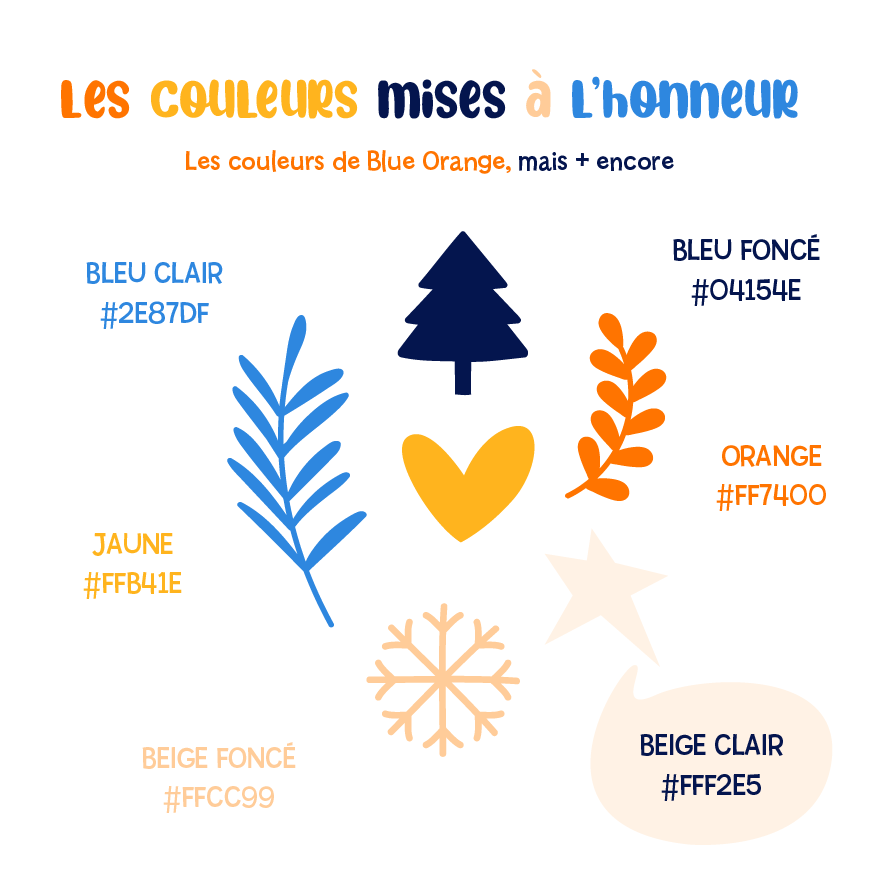 Les couleurs mises à l'honneur
Les couleurs de Blue Orange, mais + encore
BLEU CLAIR
#2E87DF
BLEU FONCÉ
#04154E
ORANGE
#FF7400
JAUNE
#FFB41E
BEIGE FONCÉ
#FFCC99
BEIGE CLAIR
#FFF2E5